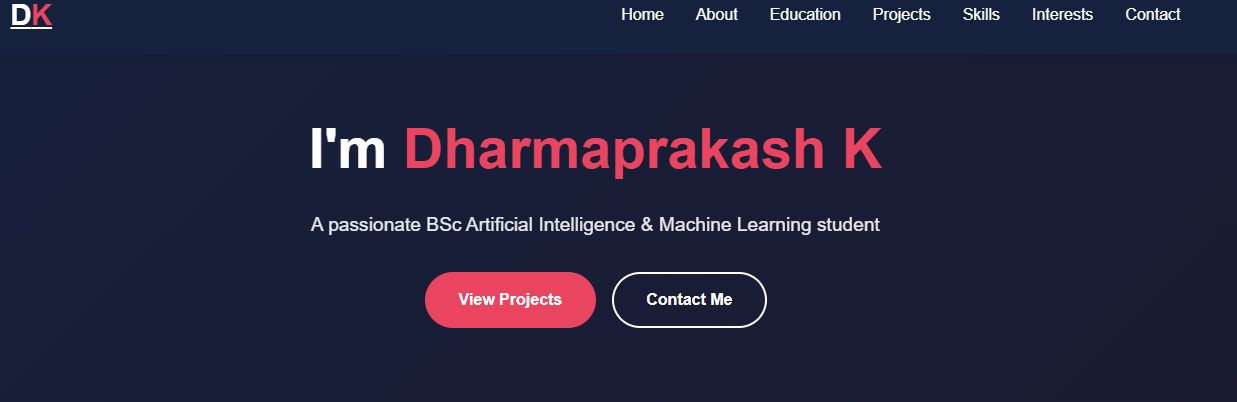 DK
Home About Education Projects Skills Interests Contact
I'm Dharmaprakash K
A passionate BSc Artificial Intelligence & Machine Learning student
View Projects Contact Me